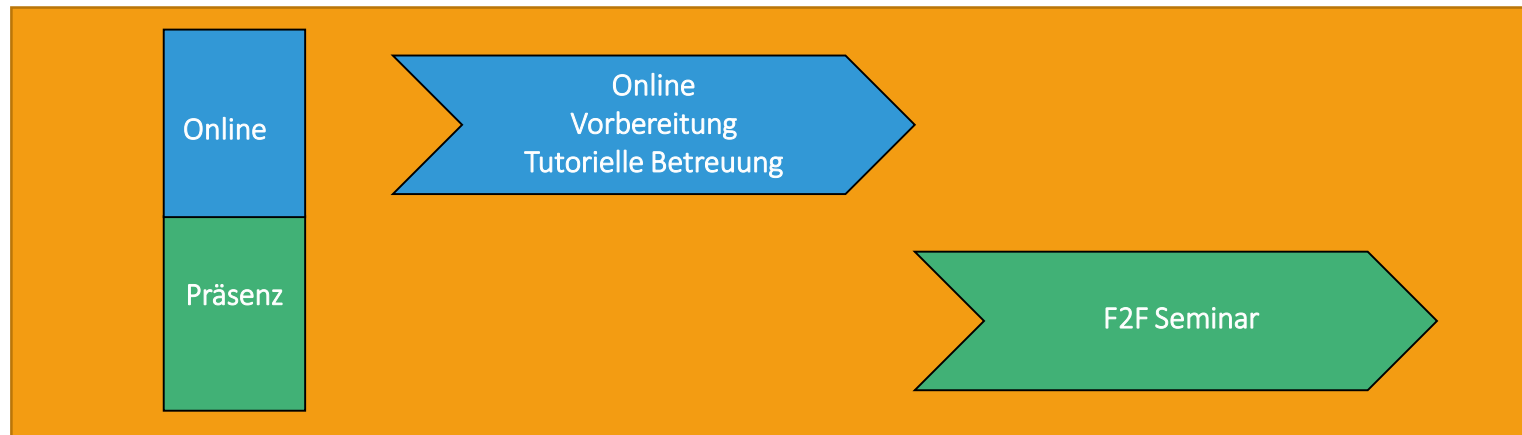 Online
Online
Vorbereitung
Tutorielle Betreuung
Präsenz
F2F Seminar